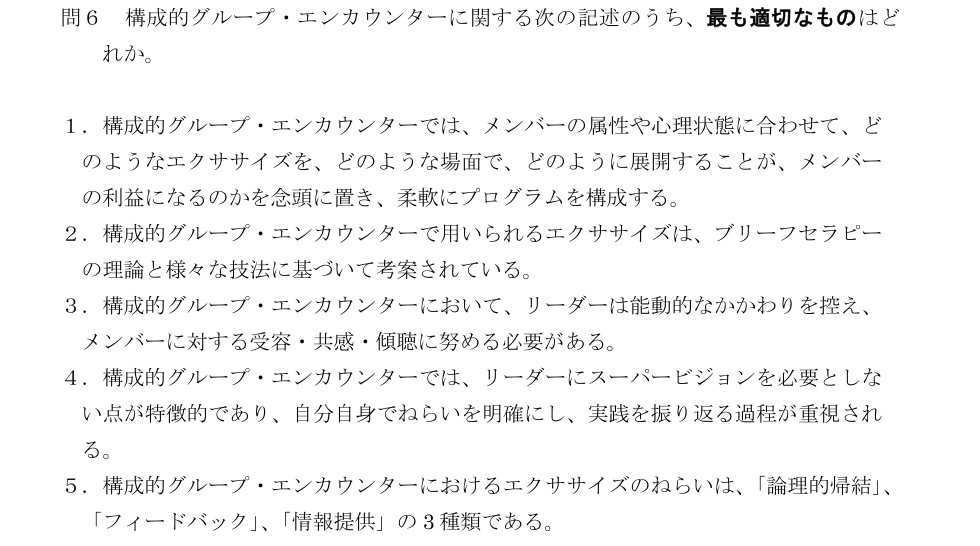 問６　構成的グループ・エンカウンターに関する次の記述のうち、最も適切なものはど
れか。
１．構成的グループ・エンカウンターでは、メンバーの属性や心理状態に合わせて、ど
のようなエクササイズを、どのような場面で、どのように展開することが、メンバー
の利益になるのかを念頭に置き、柔軟にプログラムを構成する。
２．構成的グループ・エンカウンターで用いられるエクササイズは、ブリーフセラピー
の理論と様々な技法に基づいて考案されている。
３．構成的グループ・エンカウンターにおいて、リーダーは能動的なかかわりを控え、
メンバーに対する受容・共感・傾聴に努める必要がある。
４．構成的グループ・エンカウンターでは、リーダーにスーパービジョンを必要としな
い点が特徴的であり、自分自身でねらいを明確にし、実践を振り返る過程が重視され
る。
５．構成的グループ・エンカウンターにおけるエクササイズのねらいは、「論理的帰結」、
「フィードバック」、「情報提供」の３種類である。